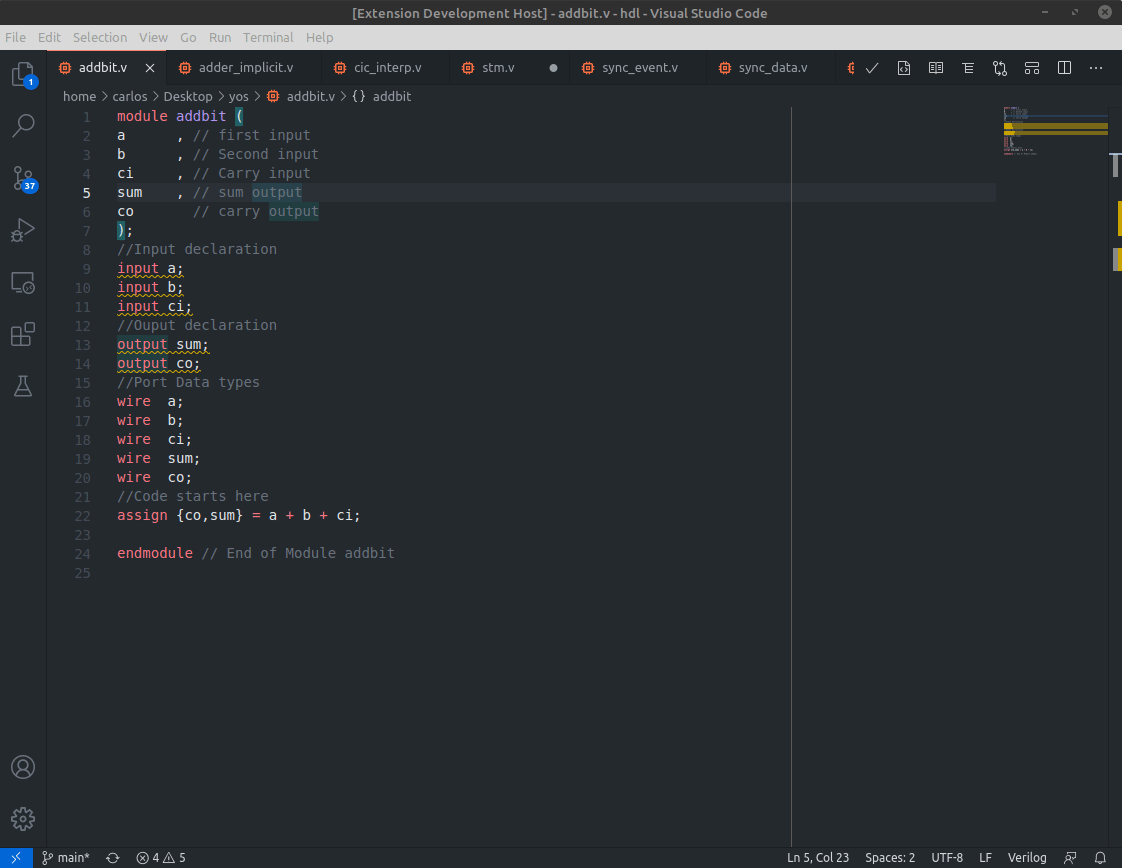 [Extension Development Host] - addbit.v - hdl - Visual Studio Code
File Edit Selection View Go Run Terminal Help
addbit.v adder_implicit.v cic_interp.v stm.v sync_event.v sync_data.v
home > carlos > Desktop > yos > addbit.v > {} addbit
1 module addbit (
2 a      , // first input
3 b      , // Second input
4 ci     , // Carry input
5 sum    , // sum output
6 co       // carry output
7 );
8 //Input declaration
9 input a;
10 input b;
11 input ci;
12 //Ouput declaration
13 output sum;
14 output co;
15 //Port Data types
16 wire  a;
17 wire  b;
18 wire  ci;
19 wire  sum;
20 wire  co;
21 //Code starts here
22 assign {co,sum} = a + b + ci;
23
24 endmodule // End of Module addbit
25
1
37
main* 4 5 Ln 5, Col 23 Spaces: 2 UTF-8 LF Verilog